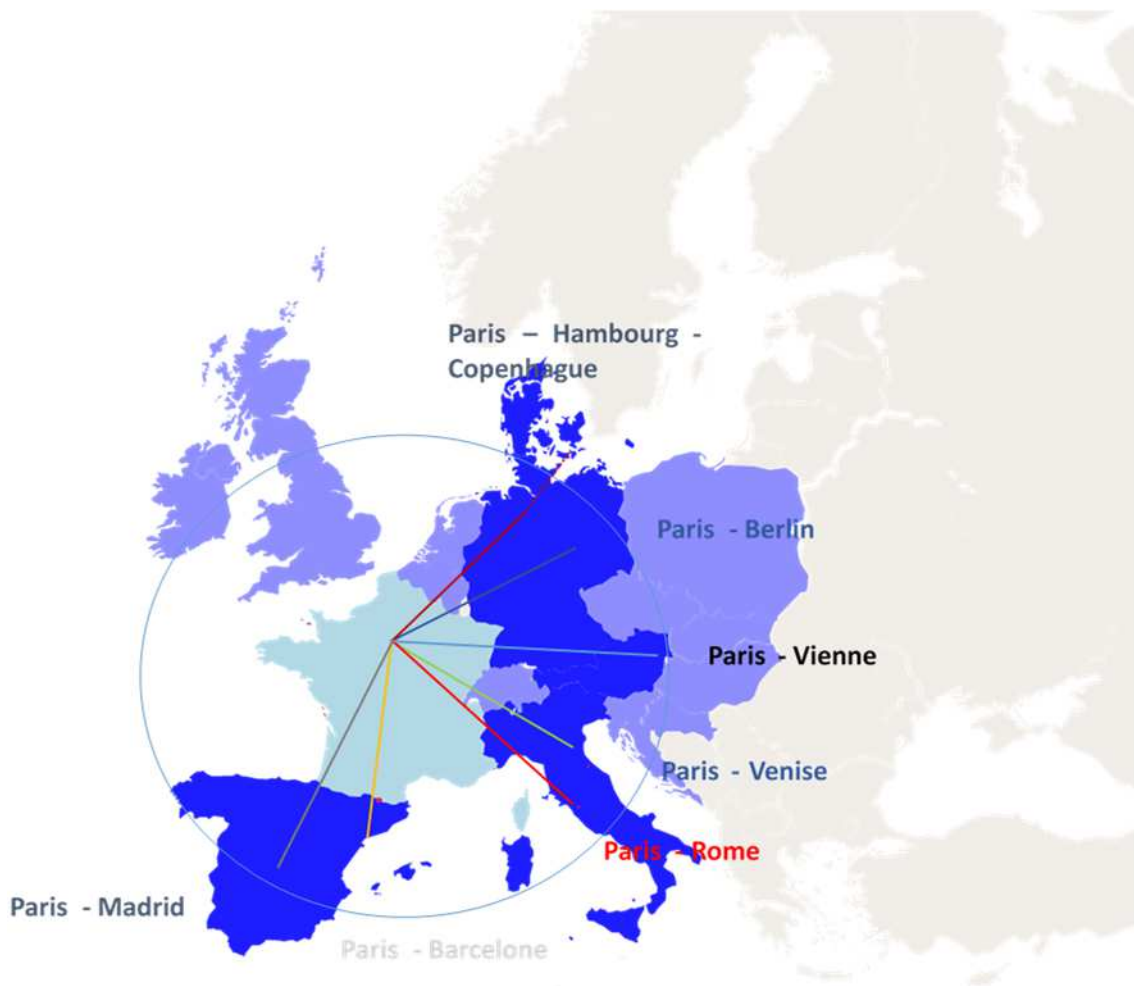 Paris – Hambourg -
Copenhague
Paris - Berlin
Paris - Vienne
Paris - Venise
Paris - Rome
Paris - Madrid
Paris - Barcelone